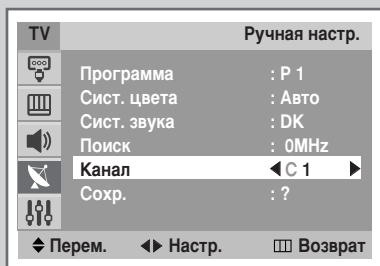 TV Ручная настр.
Программа : P 1
Сист. цвета : Авто
Сист. звука : DK
Поиск : 0MHz
Канал ◀ C 1 ▶
Сохр. : ?
Перем. Настр. Возврат